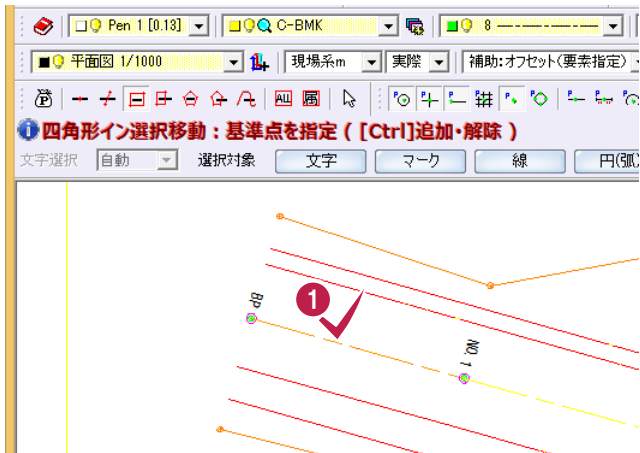 Pen 1 [0.13] C-BMK 8
平面図 1/1000 現場系m 実際 補助:オフセット(要素指定)
ALL 図
四角形イン選択移動:基準点を指定 ( [Ctrl]追加・解除 )
文字選択 自動 選択対象 文字 マーク 線 円(弧)
1
BP
NO. 1